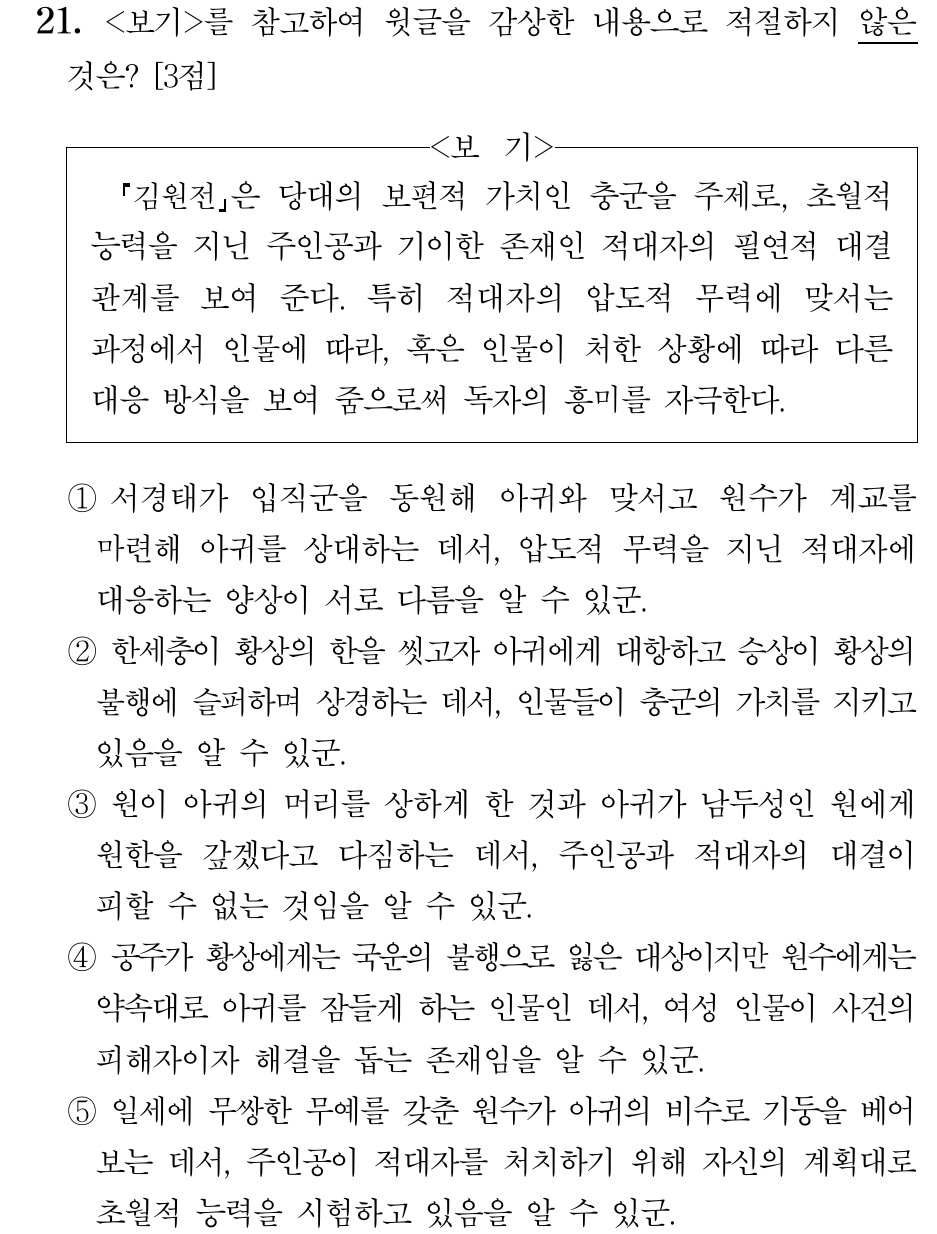 21. <보기>를 참고하여 윗글을 감상한 내용으로 적절하지 않은
것은? [3점]
<보 기>
『김원전』은 당대의 보편적 가치인 충군을 주제로, 초월적
능력을 지닌 주인공과 기이한 존재인 적대자의 필연적 대결
관계를 보여 준다. 특히 적대자의 압도적 무력에 맞서는
과정에서 인물에 따라, 혹은 인물이 처한 상황에 따라 다른
대응 방식을 보여 줌으로써 독자의 흥미를 자극한다.
① 서경태가 입직군을 동원해 아귀와 맞서고 원수가 계교를
마련해 아귀를 상대하는 데서, 압도적 무력을 지닌 적대자에
대응하는 양상이 서로 다름을 알 수 있군.
② 한세충이 황상의 한을 씻고자 아귀에게 대항하고 승상이 황상의
불행에 슬퍼하며 상경하는 데서, 인물들이 충군의 가치를 지키고
있음을 알 수 있군.
③ 원이 아귀의 머리를 상하게 한 것과 아귀가 남두성인 원에게
원한을 갚겠다고 다짐하는 데서, 주인공과 적대자의 대결이
피할 수 없는 것임을 알 수 있군.
④ 공주가 황상에게는 국운의 불행으로 잃은 대상이지만 원수에게는
약속대로 아귀를 잠들게 하는 인물인 데서, 여성 인물이 사건의
피해자이자 해결을 돕는 존재임을 알 수 있군.
⑤ 일세에 무쌍한 무예를 갖춘 원수가 아귀의 비수로 기둥을 베어
보는 데서, 주인공이 적대자를 처치하기 위해 자신의 계획대로
초월적 능력을 시험하고 있음을 알 수 있군.